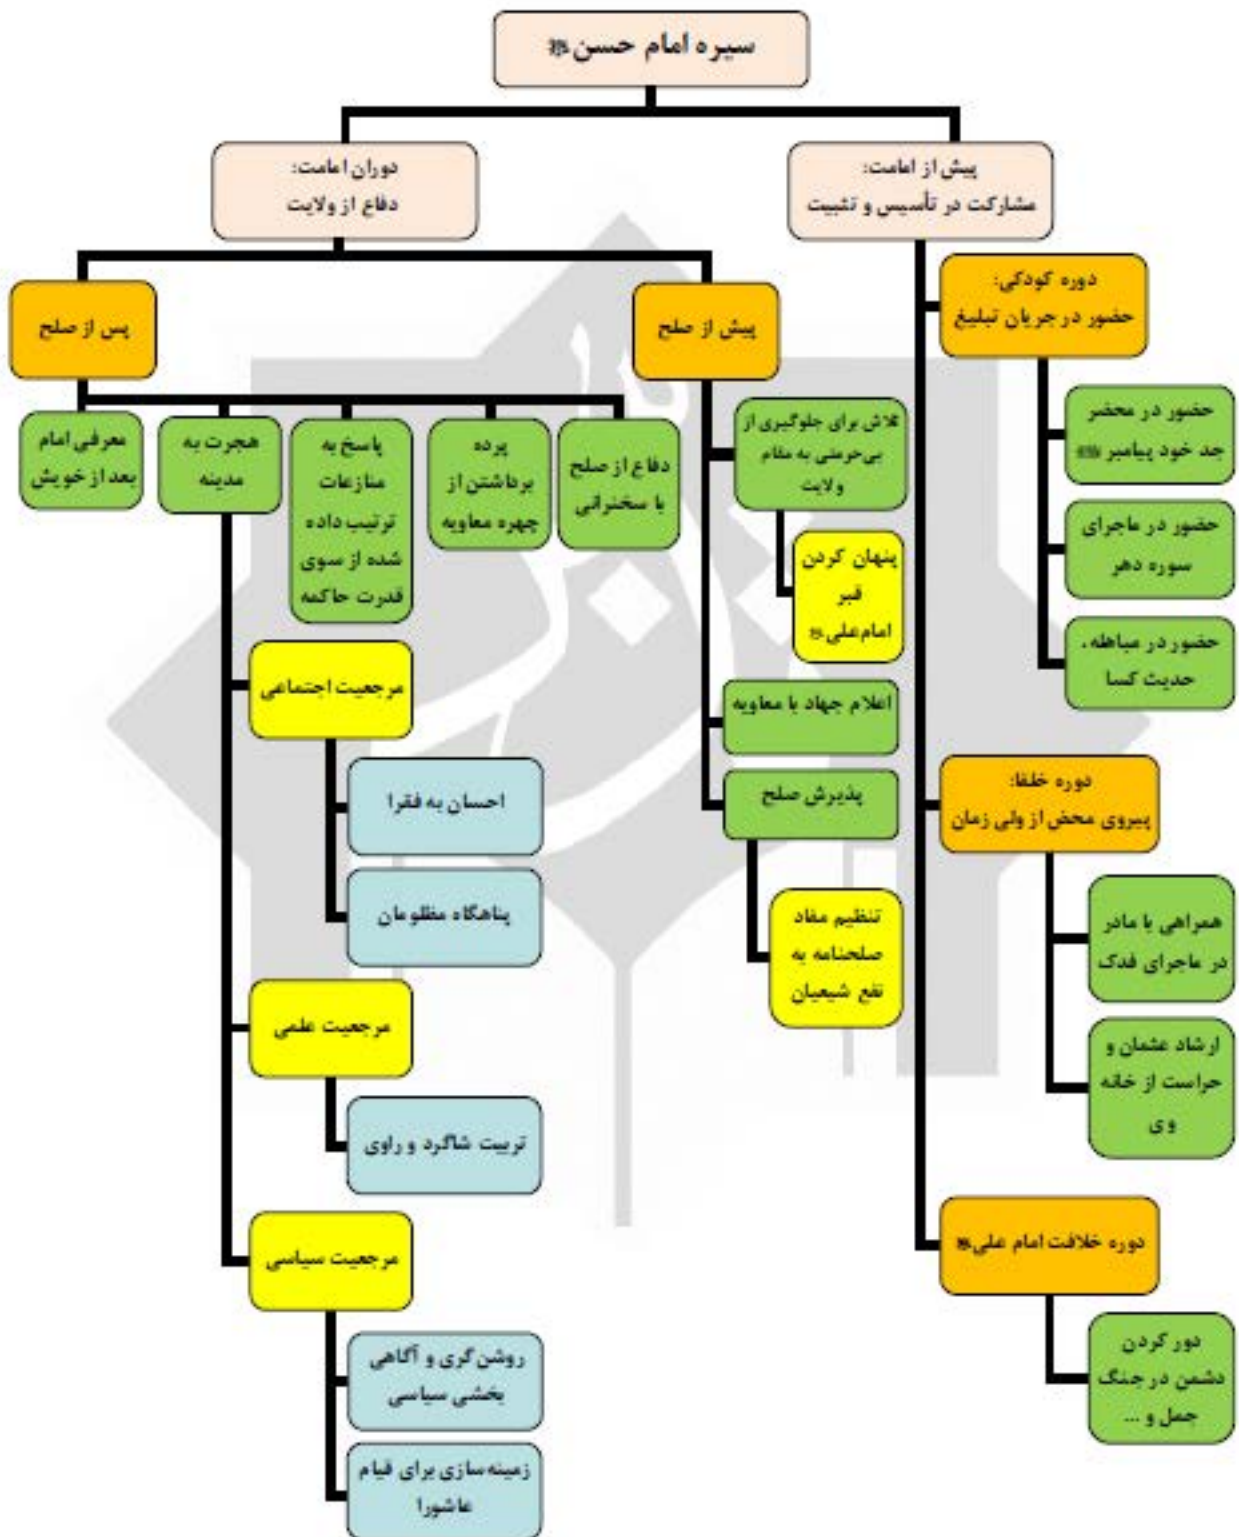 سیره امام حسن
پیش از امامت:
مشارکت در تأسیس و تثبیت
دوره کودکی:
حضور در جریان تبلیغ
حضور در محضر
جد خود پیامبر
حضور در ماجرای
سوره دهر
حضور در مباهله،
حدیث کسا
دوره خلفا:
پیروی محض از ولی زمان
همراهی با مادر
در ماجرای فدک
ارشاد عثمان و
حراست از خانه
وی
دوره خلافت امام علی
دور کردن
دشمن در جنگ
جمل و ...
دوران امامت:
دفاع از ولایت
پیش از صلح
تلاش برای جلوگیری از
بی‌حرمتی به مقام
ولایت
پنهان کردن
قبر
امام‌علی
اعلام جهاد با معاویه
پذیرش صلح
تنظیم مفاد
صلحنامه به
نفع شیعیان
پس از صلح
دفاع از صلح
با سخنرانی
پرده
برداشتن از
چهره معاویه
پاسخ به
منازعات
ترتیب داده
شده از سوی
قدرت حاکمه
هجرت به
مدینه
مرجعیت اجتماعی
احسان به فقرا
پناهگاه مظلومان
مرجعیت علمی
تربیت شاگرد و راوی
مرجعیت سیاسی
روشن‌گری و آگاهی
بخشی سیاسی
زمینه‌سازی برای قیام
عاشورا
معرفی امام
بعد از خویش